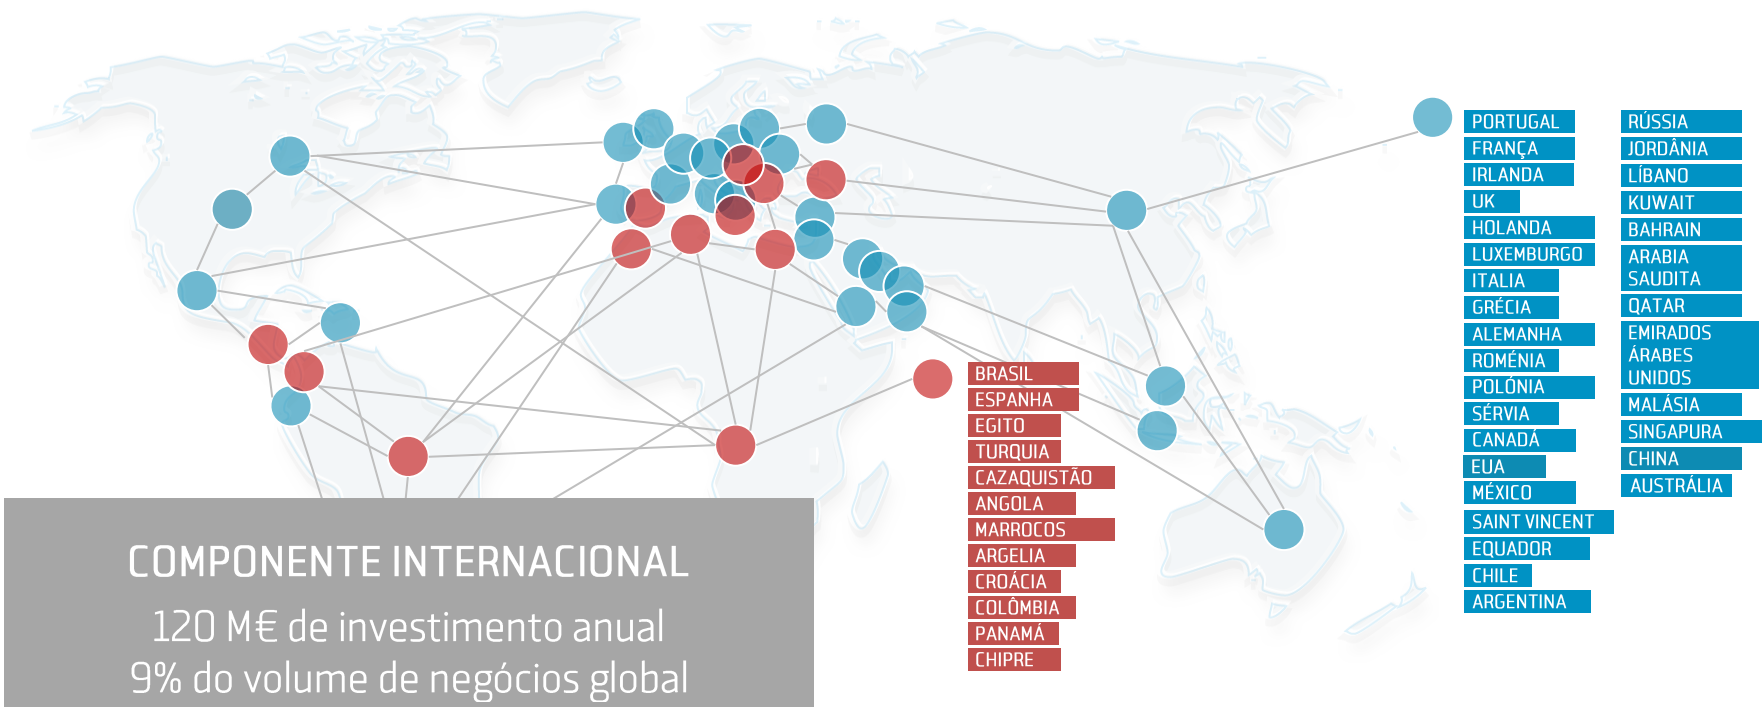 COMPONENTE INTERNACIONAL
120 M€ de investimento anual
9% do volume de negócios global
BRASIL
ESPANHA
EGITO
TURQUIA
CAZAQUISTÃO
ANGOLA
MARROCOS
ARGELIA
CROÁCIA
COLÔMBIA
PANAMÁ
CHIPRE
PORTUGAL
FRANÇA
IRLANDA
UK
HOLANDA
LUXEMBURGO
ITALIA
GRÉCIA
ALEMANHA
ROMÉNIA
POLÓNIA
SÉRVIA
CANADÁ
EUA
MÉXICO
SAINT VINCENT
EQUADOR
CHILE
ARGENTINA
RÚSSIA
JORDÂNIA
LÍBANO
KUWAIT
BAHRAIN
ARABIA
SAUDITA
QATAR
EMIRADOS
ÁRABES
UNIDOS
MALÁSIA
SINGAPURA
CHINA
AUSTRÁLIA